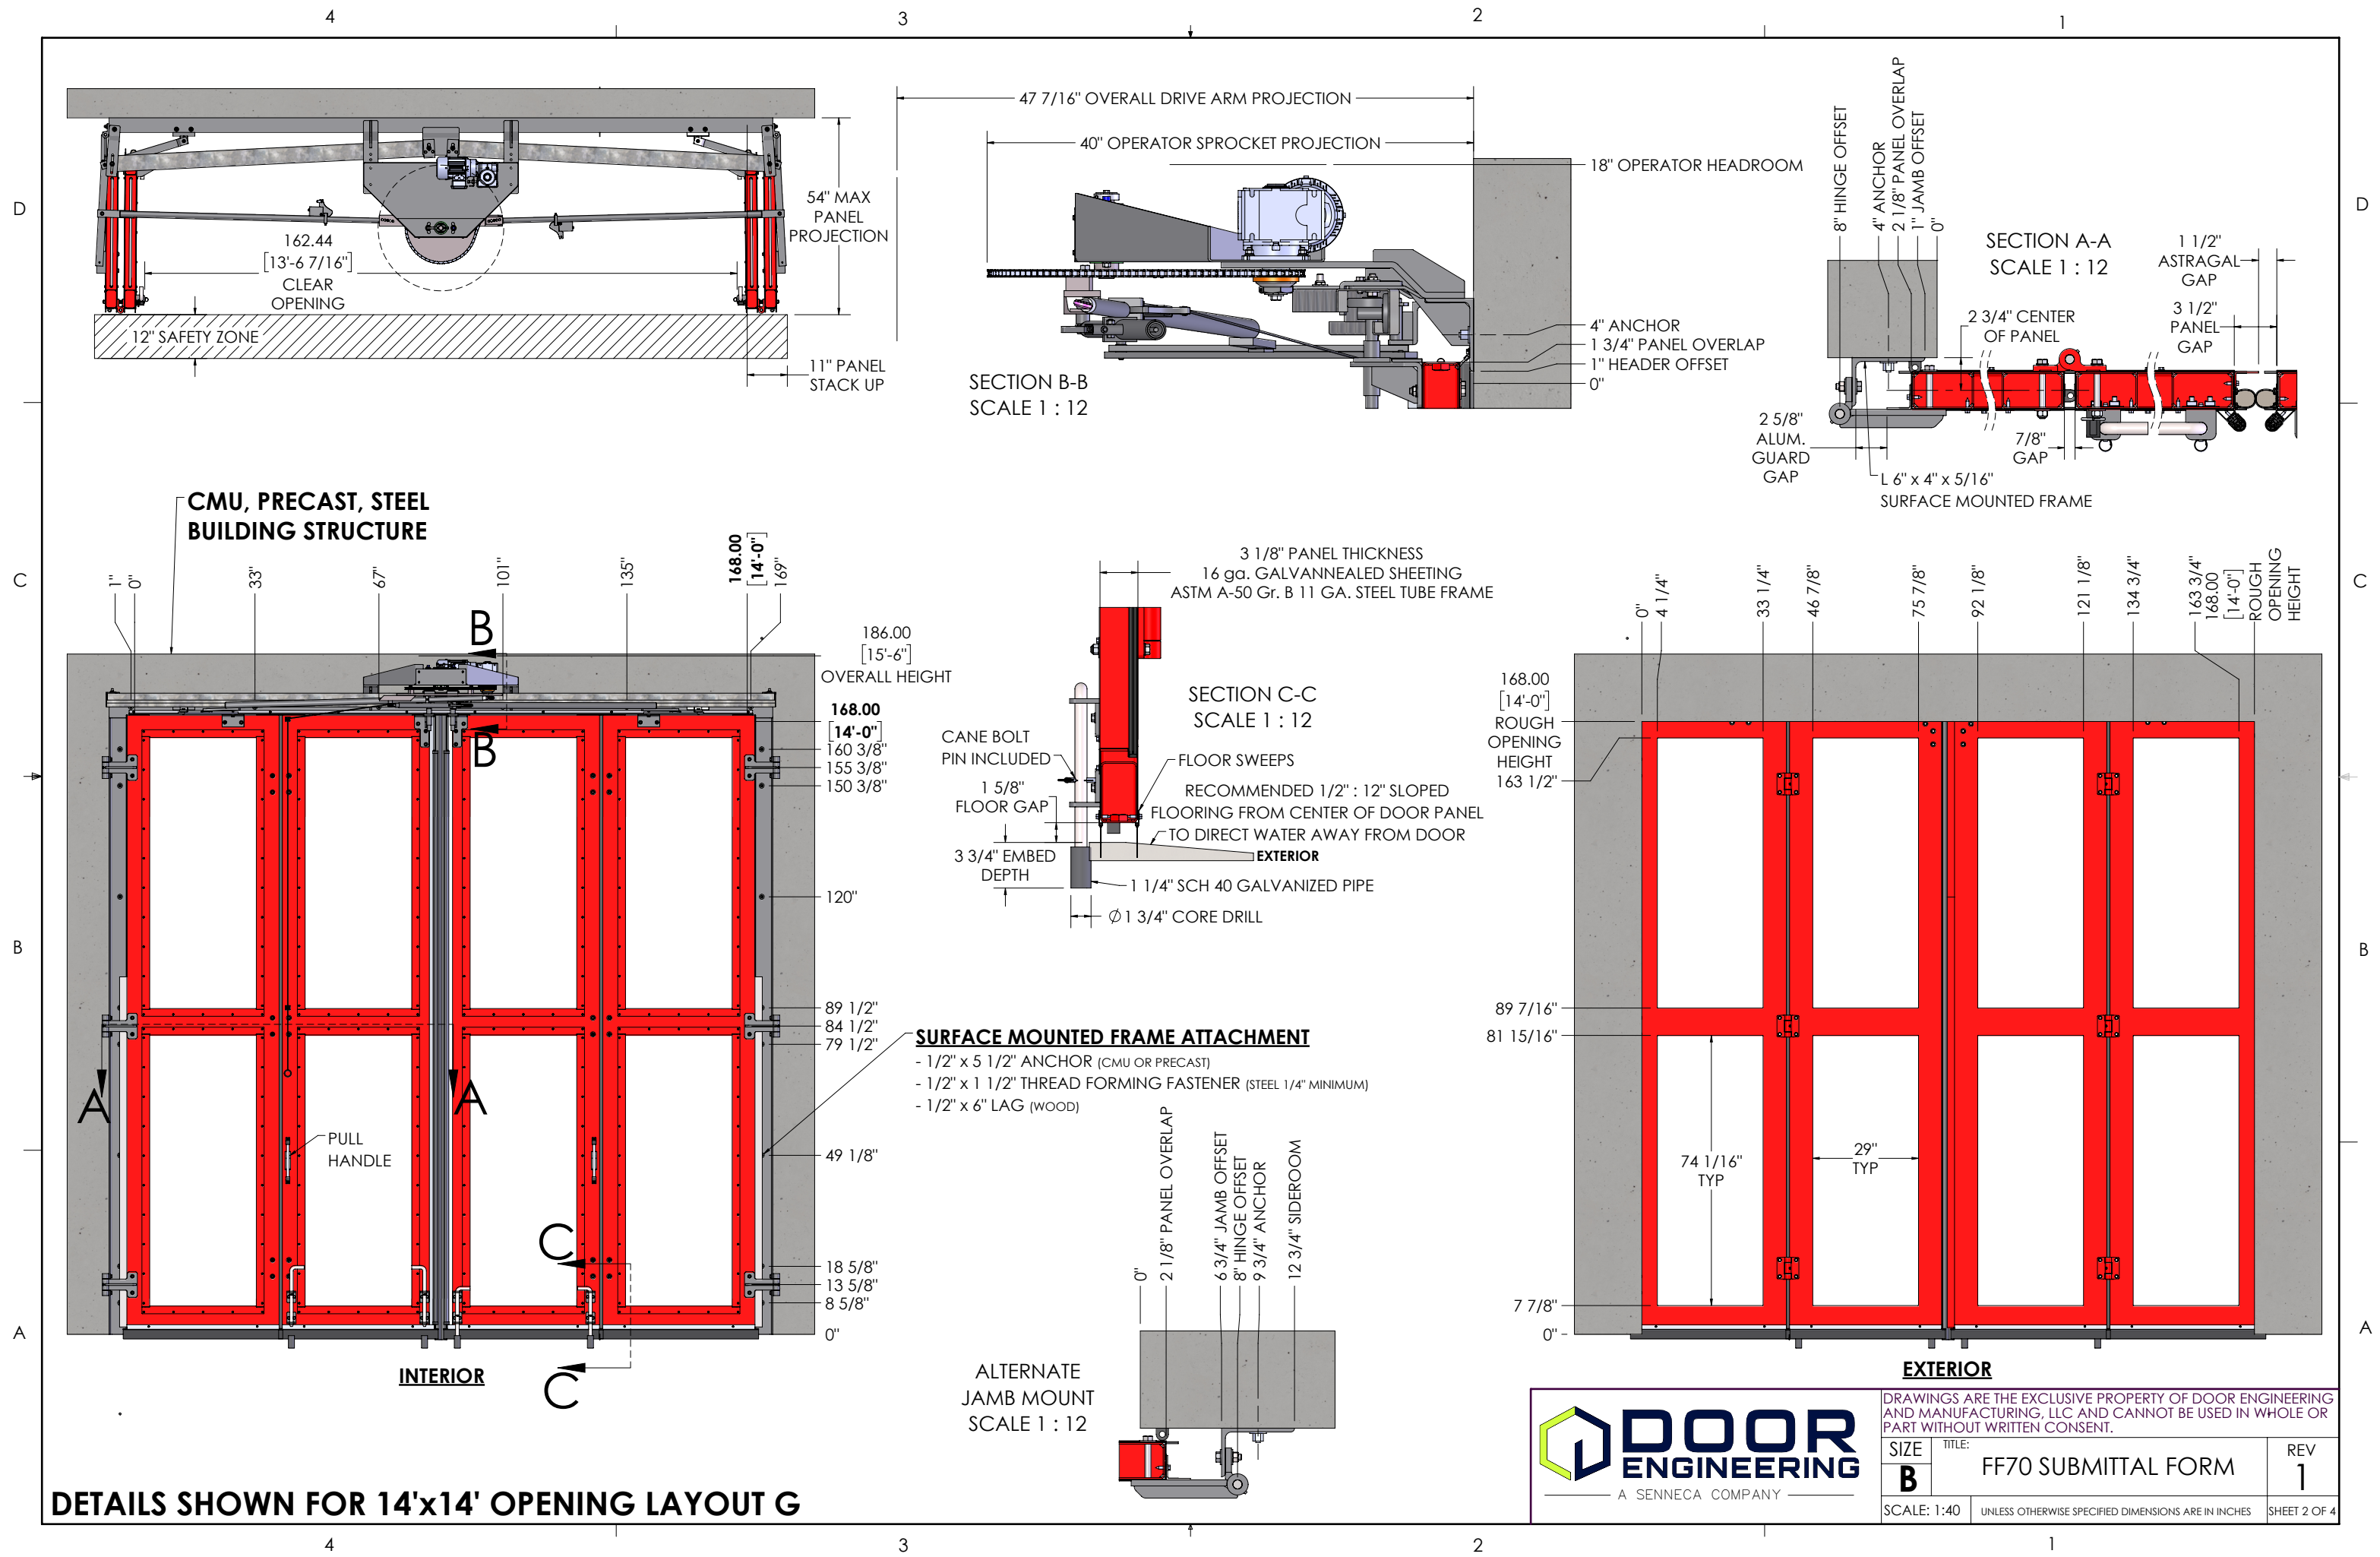 4
3
2
1
D
D
C
C
B
B
A
A
54" MAX
PANEL
PROJECTION
162.44
[13'-6 7/16"]
CLEAR
OPENING
12" SAFETY ZONE
11" PANEL
STACK UP
47 7/16" OVERALL DRIVE ARM PROJECTION
40" OPERATOR SPROCKET PROJECTION
18" OPERATOR HEADROOM
4" ANCHOR
1 3/4" PANEL OVERLAP
1" HEADER OFFSET
0"
SECTION B-B
SCALE 1 : 12
8" HINGE OFFSET
4" ANCHOR
2 1/8" PANEL OVERLAP
1" JAMB OFFSET
0"
SECTION A-A
SCALE 1 : 12
1 1/2"
ASTRAGAL
GAP
3 1/2"
PANEL
GAP
2 3/4" CENTER
OF PANEL
2 5/8"
ALUM.
GUARD
GAP
7/8"
GAP
L 6" x 4" x 5/16"
SURFACE MOUNTED FRAME
CMU, PRECAST, STEEL
BUILDING STRUCTURE
1"
0"
33"
67"
101"
135"
168.00
[14'-0"]
169"
B
B
186.00
[15'-6"]
OVERALL HEIGHT
168.00
[14'-0"]
160 3/8"
155 3/8"
150 3/8"
120"
89 1/2"
84 1/2"
79 1/2"
49 1/8"
18 5/8"
13 5/8"
8 5/8"
0"
A
A
PULL
HANDLE
C
C
INTERIOR
3 1/8" PANEL THICKNESS
16 ga. GALVANNEALED SHEETING
ASTM A-50 Gr. B 11 GA. STEEL TUBE FRAME
SECTION C-C
SCALE 1 : 12
CANE BOLT
PIN INCLUDED
1 5/8"
FLOOR GAP
FLOOR SWEEPS
RECOMMENDED 1/2" : 12" SLOPED
FLOORING FROM CENTER OF DOOR PANEL
TO DIRECT WATER AWAY FROM DOOR
3 3/4" EMBED
DEPTH
EXTERIOR
1 1/4" SCH 40 GALVANIZED PIPE
Ø1 3/4" CORE DRILL
SURFACE MOUNTED FRAME ATTACHMENT
- 1/2" x 5 1/2" ANCHOR (CMU OR PRECAST)
- 1/2" x 1 1/2" THREAD FORMING FASTENER (STEEL 1/4" MINIMUM)
- 1/2" x 6" LAG (WOOD)
0"
2 1/8" PANEL OVERLAP
6 3/4" JAMB OFFSET
8" HINGE OFFSET
9 3/4" ANCHOR
12 3/4" SIDEROOM
ALTERNATE
JAMB MOUNT
SCALE 1 : 12
0"
4 1/4"
33 1/4"
46 7/8"
75 7/8"
92 1/8"
121 1/8"
134 3/4"
163 3/4"
168.00
[14'-0"]
ROUGH
OPENING
HEIGHT
168.00
[14'-0"]
ROUGH
OPENING
HEIGHT
163 1/2"
89 7/16"
81 15/16"
74 1/16"
TYP
29"
TYP
7 7/8"
0"
EXTERIOR
DETAILS SHOWN FOR 14'x14' OPENING LAYOUT G
DOOR
ENGINEERING
A SENNECA COMPANY
DRAWINGS ARE THE EXCLUSIVE PROPERTY OF DOOR ENGINEERING
AND MANUFACTURING, LLC AND CANNOT BE USED IN WHOLE OR
PART WITHOUT WRITTEN CONSENT.
SIZE
B
TITLE:
FF70 SUBMITTAL FORM
REV
1
SCALE: 1:40
UNLESS OTHERWISE SPECIFIED DIMENSIONS ARE IN INCHES
SHEET 2 OF 4
4
3
2
1